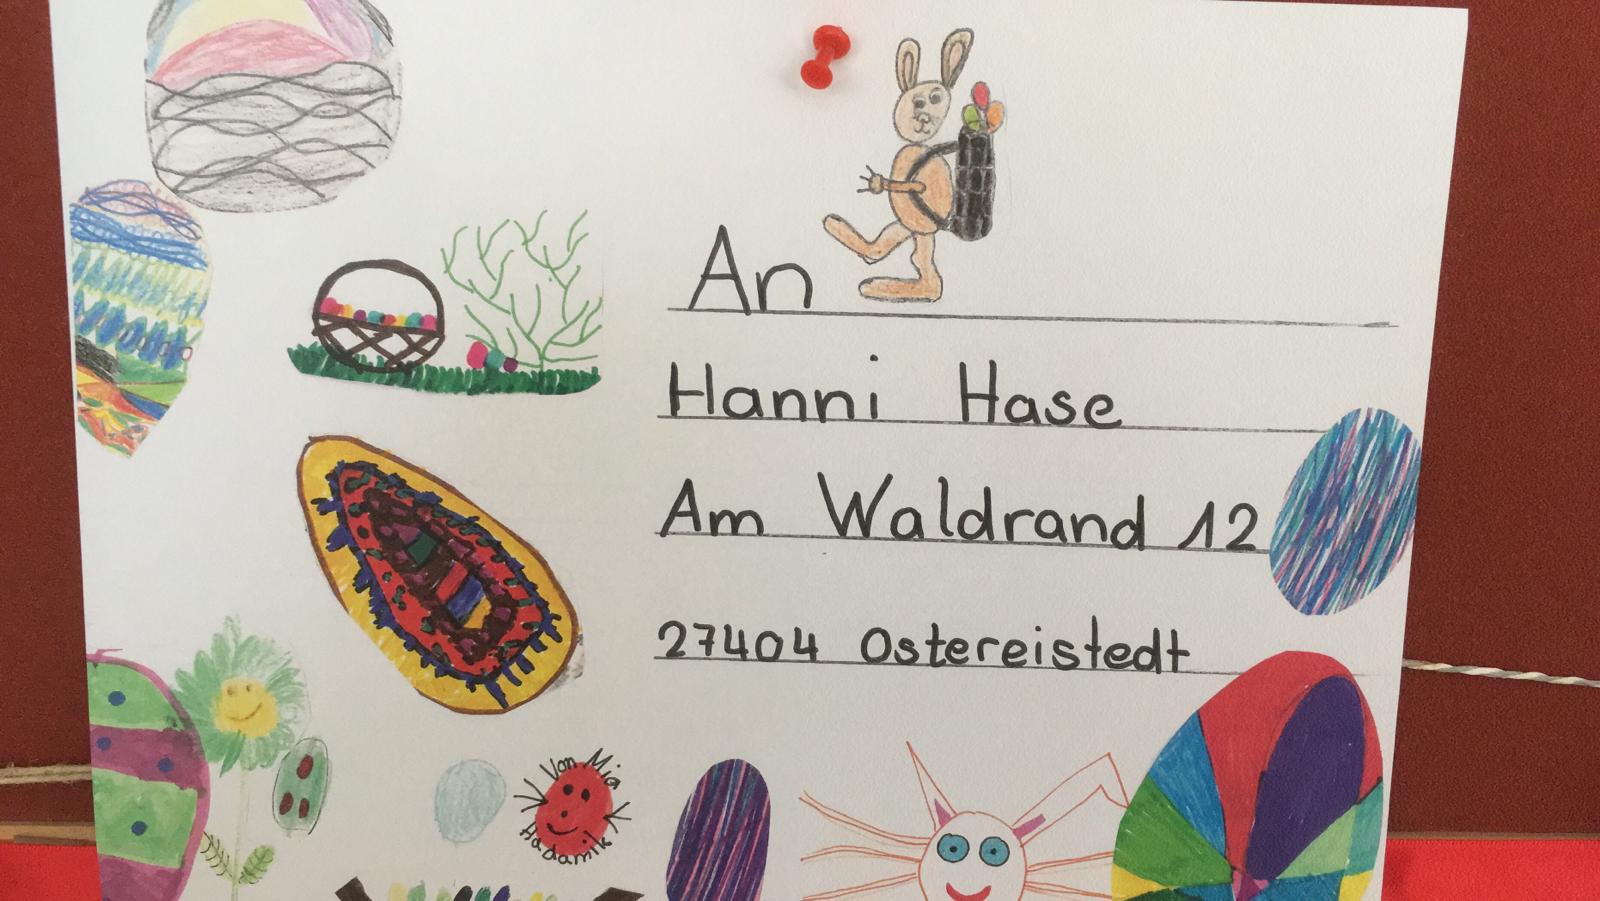 An
Hanni Hase
Am Waldrand 12
27404 Ostereistedt
Von Mia
Hadamik